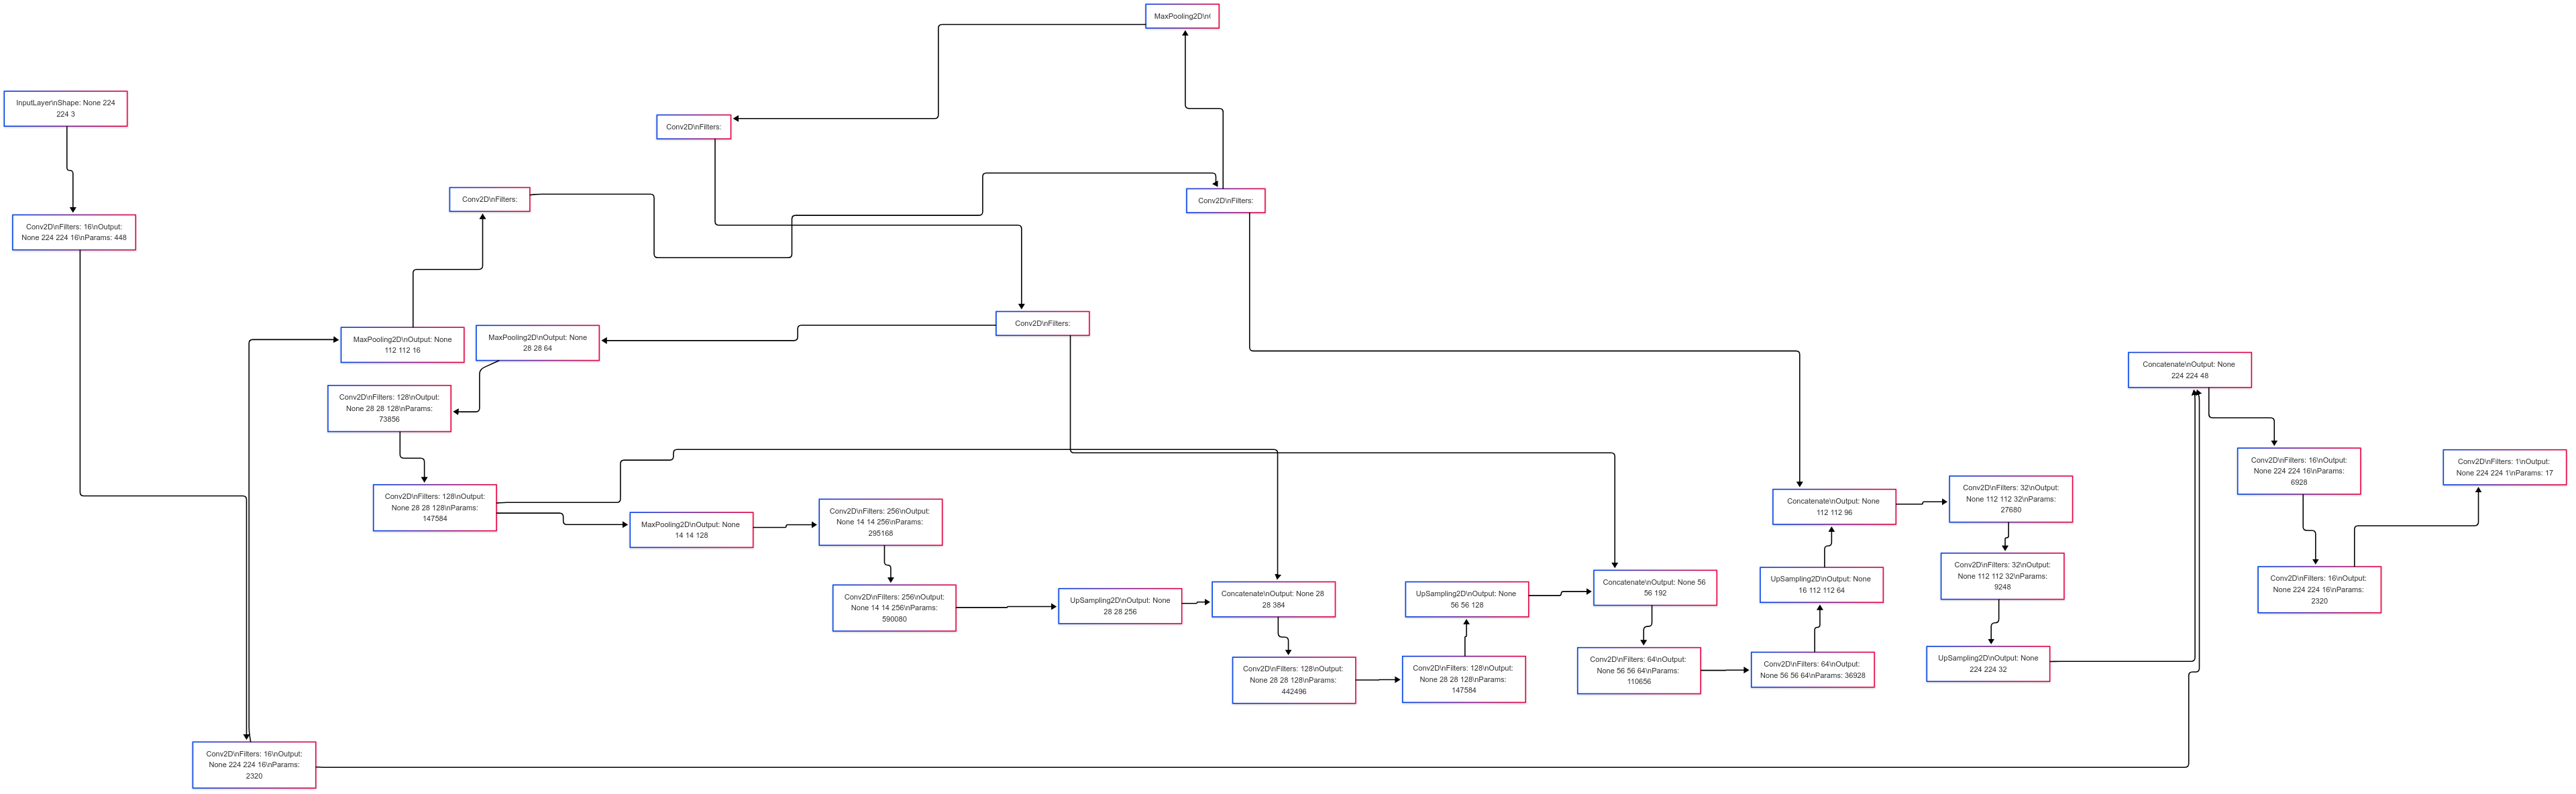 MaxPooling2D\n
InputLayer\nShape: None 224
224 3
Conv2D\nFilters:
Conv2D\nFilters:
Conv2D\nFilters:
Conv2D\nFilters: 16\nOutput:
None 224 224 16\nParams: 448
Conv2D\nFilters:
MaxPooling2D\nOutput: None
112 112 16
MaxPooling2D\nOutput: None
28 28 64
Concatenate\nOutput: None
224 224 48
Conv2D\nFilters: 128\nOutput:
None 28 28 128\nParams:
73856
Conv2D\nFilters: 16\nOutput:
None 224 224 16\nParams:
6928
Conv2D\nFilters: 1\nOutput:
None 224 224 1\nParams: 17
Conv2D\nFilters: 128\nOutput:
None 28 28 128\nParams:
147584
MaxPooling2D\nOutput: None
14 14 128
Conv2D\nFilters: 256\nOutput:
None 14 14 256\nParams:
295168
Concatenate\nOutput: None
112 112 96
Conv2D\nFilters: 32\nOutput:
None 112 112 32\nParams:
27680
Conv2D\nFilters: 256\nOutput:
None 14 14 256\nParams:
590080
UpSampling2D\nOutput: None
28 28 256
Concatenate\nOutput: None 28
28 384
UpSampling2D\nOutput: None
56 56 128
Concatenate\nOutput: None 56
56 192
UpSampling2D\nOutput: None
16 112 112 64
Conv2D\nFilters: 32\nOutput:
None 112 112 32\nParams:
9248
Conv2D\nFilters: 16\nOutput:
None 224 224 16\nParams:
2320
Conv2D\nFilters: 128\nOutput:
None 28 28 128\nParams:
442496
Conv2D\nFilters: 128\nOutput:
None 28 28 128\nParams:
147584
Conv2D\nFilters: 64\nOutput:
None 56 56 64\nParams:
110656
Conv2D\nFilters: 64\nOutput:
None 56 56 64\nParams: 36928
UpSampling2D\nOutput: None
224 224 32
Conv2D\nFilters: 16\nOutput:
None 224 224 16\nParams:
2320